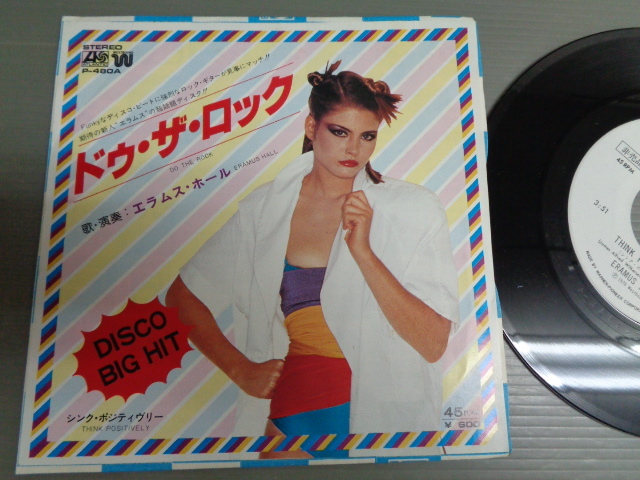 STEREO
P-490A
Funkyなディスコ・ビートに強烈なロック・ギターが見事にマッチ!!
期待の新人“エラムス”の超話題ディスク!!
ドゥ・ザ・ロック
DO THE ROCK
ERAMUS HALL
歌・演奏:エラムス・ホール
DISCO
BIG HIT
シンク・ポジティヴリー
THINK POSITIVELY
45
¥600
45 RPM
3:51
THINK
ERAMUS